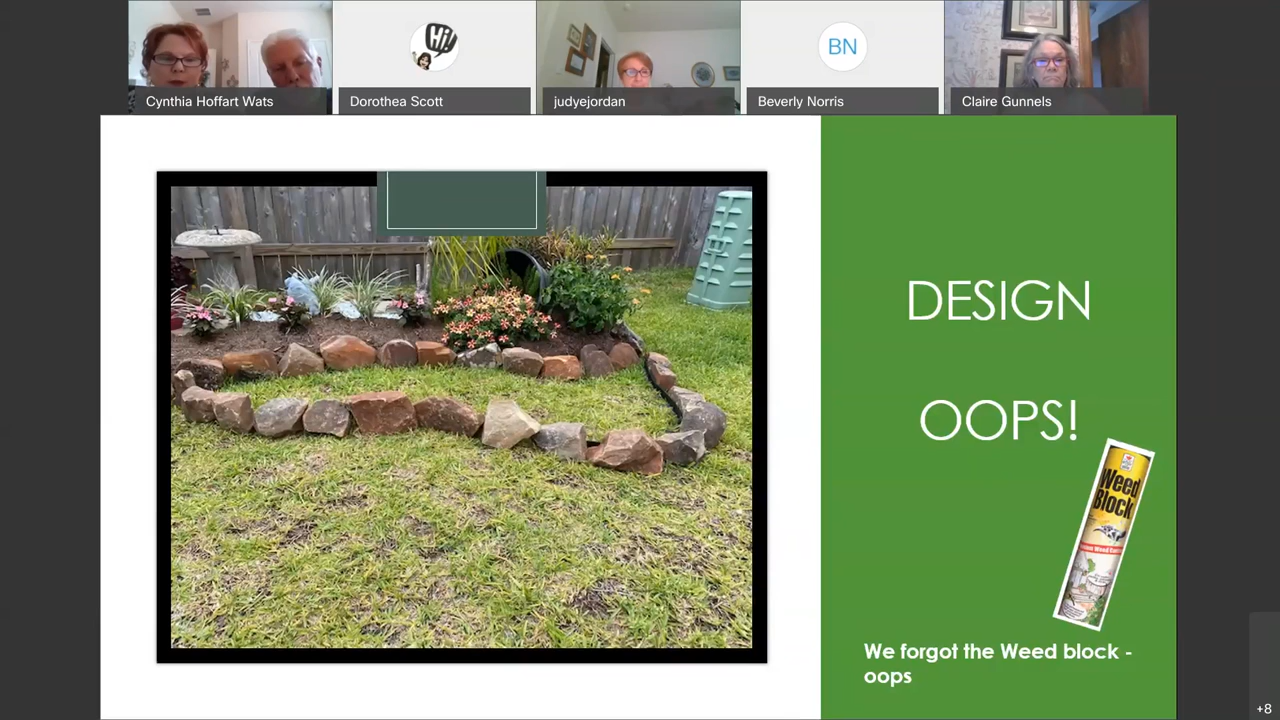 Hi!
BN
Cynthia Hoffart Wats
Dorothea Scott
judyejordan
Beverly Norris
Claire Gunnels
DESIGN
OOPS!
Weed
Block
We forgot the Weed block -
oops
+8